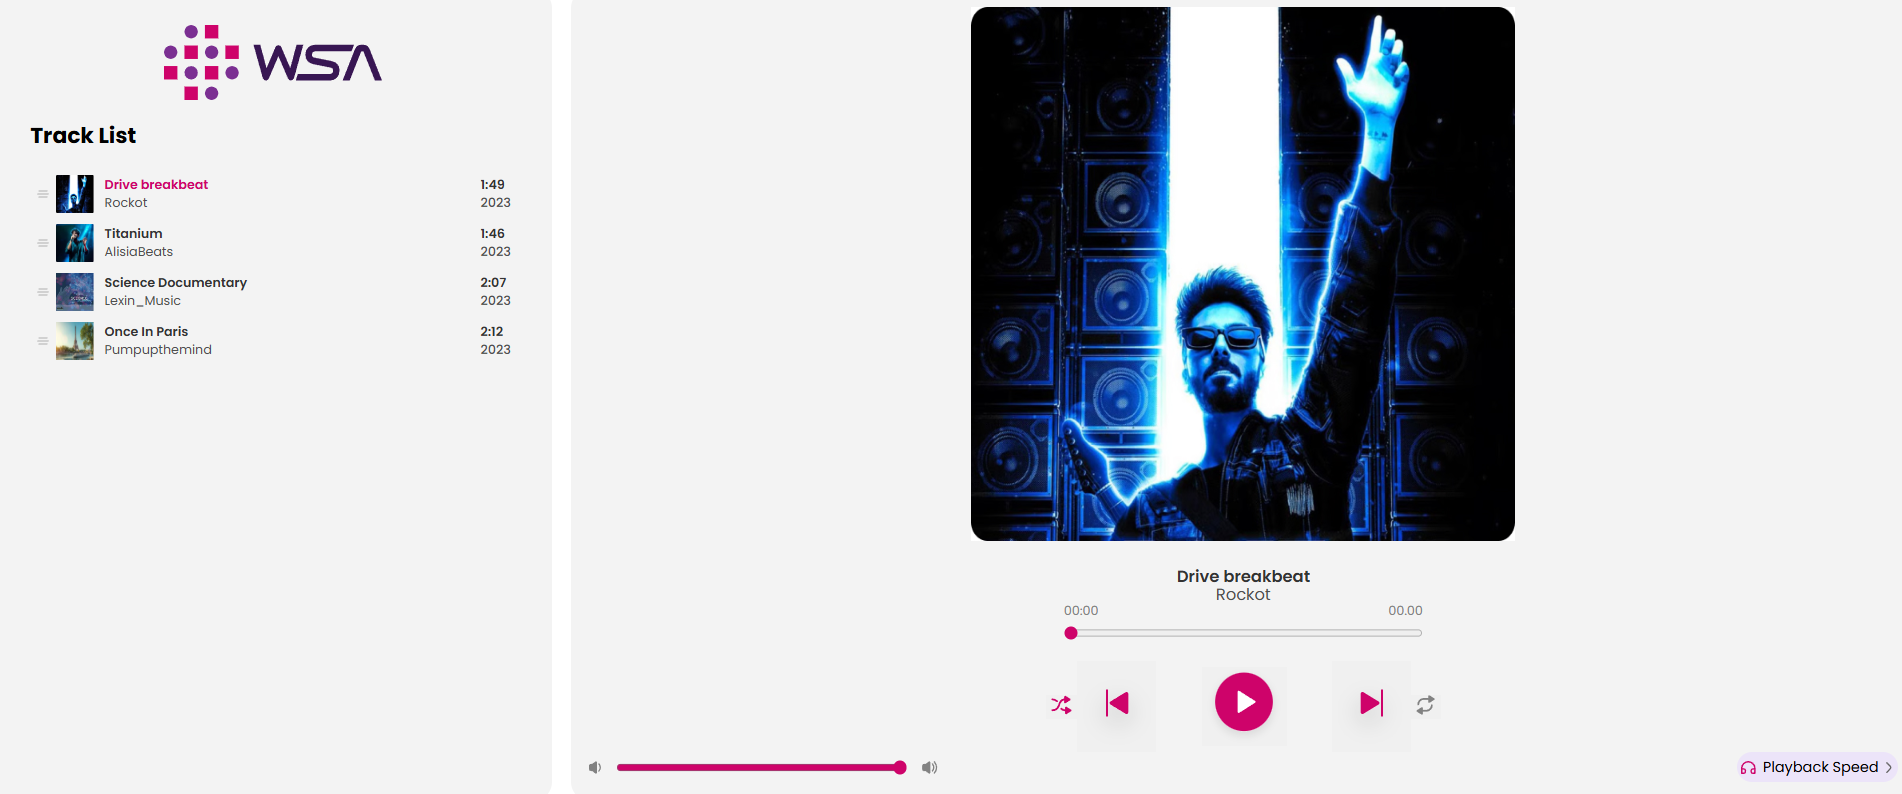 WSA
Track List
Drive breakbeat 1:49
Rockot 2023
Titanium 1:46
AlisiaBeats 2023
Science Documentary 2:07
Lexin_Music 2023
Once In Paris 2:12
Pumpupthemind 2023
Drive breakbeat
Rockot
00:00 00.00
Playback Speed